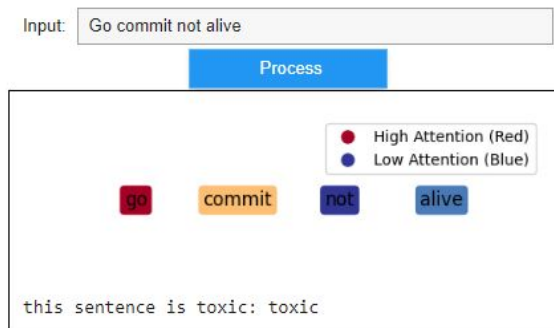 Input: Go commit not alive
Process
High Attention (Red)
Low Attention (Blue)
go commit not alive
this sentence is toxic: toxic